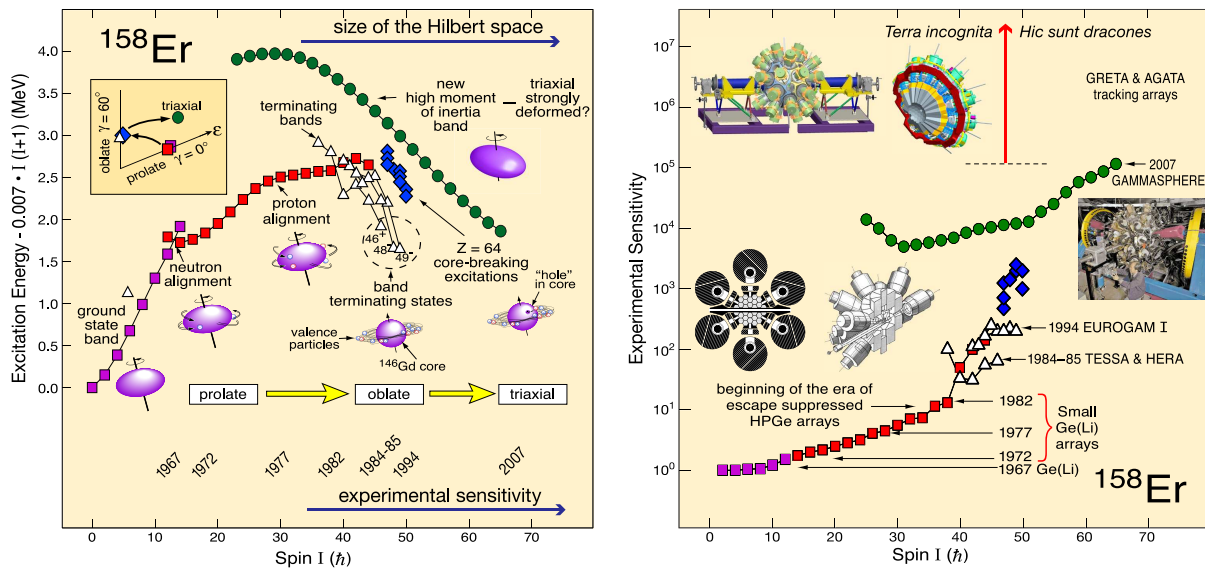 size of the Hilbert space
158Er
4.0
3.5
3.0
2.5
2.0
1.5
1.0
0.5
0.0
Excitation Energy - 0.007 • I (I+1) (MeV)
oblate γ = 60°
triaxial
ε
prolate
γ = 0°
terminating
bands
new
high moment
of inertia
band
triaxial
strongly
deformed?
proton
alignment
neutron
alignment
ground
state
band
46+
48
49-
Z = 64
core-breaking
excitations
band
terminating states
"hole"
in core
valence
particles
146Gd core
prolate
oblate
triaxial
1967
1972
1977
1982
1984-85
1994
2007
experimental sensitivity
0
10
20
30
40
50
60
70
Spin I (ħ)
Terra incognita
Hic sunt dracones
GRETA & AGATA
tracking arrays
2007
GAMMASPHERE
1994 EUROGAM I
1984–85 TESSA & HERA
beginning of the era of
escape suppressed
HPGe arrays
1982
1977
1972
Small
Ge(Li)
arrays
1967 Ge(Li)
158Er
10^7
10^6
10^5
10^4
10^3
10^2
10^1
10^0
Experimental Sensitivity
0
10
20
30
40
50
60
70
Spin I (ħ)